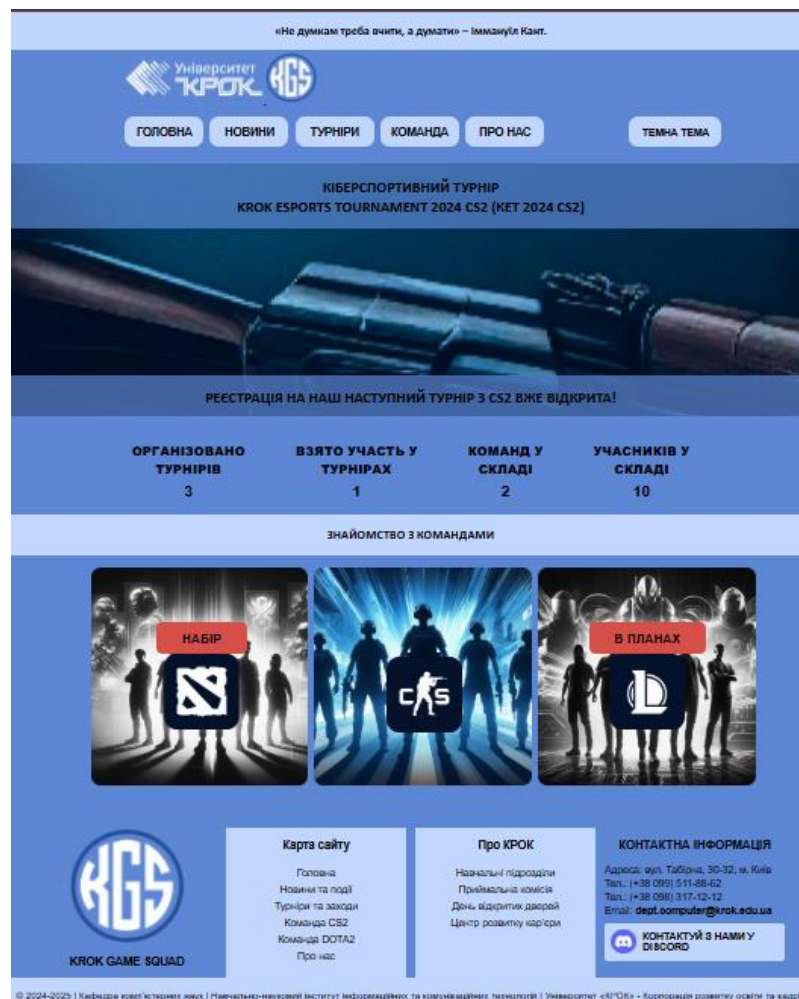 «Не думкам треба вчити, а думати» – Іммануїл Кант.
Університет
"КРОК" KGS
ГОЛОВНА НОВИНИ ТУРНІРИ КОМАНДА ПРО НАС ТЕМНА ТЕМА
КІБЕРСПОРТИВНИЙ ТУРНІР
KROK ESPORTS TOURNAMENT 2024 CS2 (KET 2024 CS2)
РЕЄСТРАЦІЯ НА НАШ НАСТУПНИЙ ТУРНІР З CS2 ВЖЕ ВІДКРИТА!
ОРГАНІЗОВАНО ТУРНІРІВ
3
ВЗЯТО УЧАСТЬ У ТУРНІРАХ
1
КОМАНД У СКЛАДІ
2
УЧАСНИКІВ У СКЛАДІ
10
ЗНАЙОМСТВО З КОМАНДАМИ
НАБІР
CS
В ПЛАНАХ
KGS
KROK GAME SQUAD
Карта сайту
Головна
Новини та події
Турніри та заходи
Команда CS2
Команда DOTA2
Про нас
Про КРОК
Навчальні підрозділи
Приймальна комісія
День відкритих дверей
Центр розвитку кар'єри
КОНТАКТНА ІНФОРМАЦІЯ
Адреса: вул. Табірна, 30-32, м. Київ
Тел.: (+38 099) 511-88-62
Тел.: (+38 098) 317-12-12
Email: dept.computer@krok.edu.ua
КОНТАКТУЙ З НАМИ У
DISCORD
© 2024-2025 | Кафедра комп'ютерних наук | Навчально-науковий інститут інформаційних та комунікаційних технологій | Університет «КРОК» - Корпорація розвитку освіти та